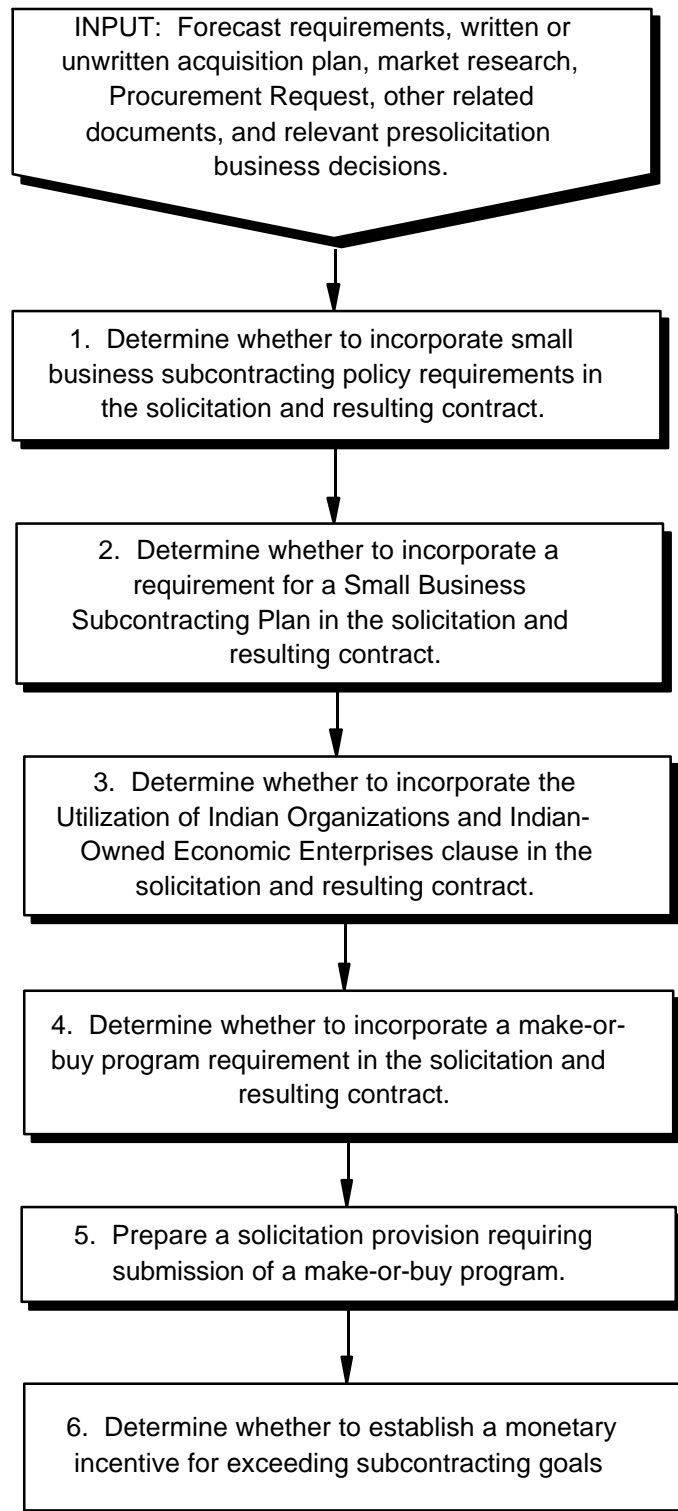 INPUT:  Forecast requirements, written or
unwritten acquisition plan, market research,
Procurement Request, other related
documents, and relevant presolicitation
business decisions.
1.  Determine whether to incorporate small
business subcontracting policy requirements in
the solicitation and resulting contract.
2.  Determine whether to incorporate a
requirement for a Small Business
Subcontracting Plan in the solicitation and
resulting contract.
3.  Determine whether to incorporate the
Utilization of Indian Organizations and Indian-
Owned Economic Enterprises clause in the
solicitation and resulting contract.
4.  Determine whether to incorporate a make-or-
buy program requirement in the solicitation and
resulting contract.
5.  Prepare a solicitation provision requiring
submission of a make-or-buy program.
6.  Determine whether to establish a monetary
incentive for exceeding subcontracting goals